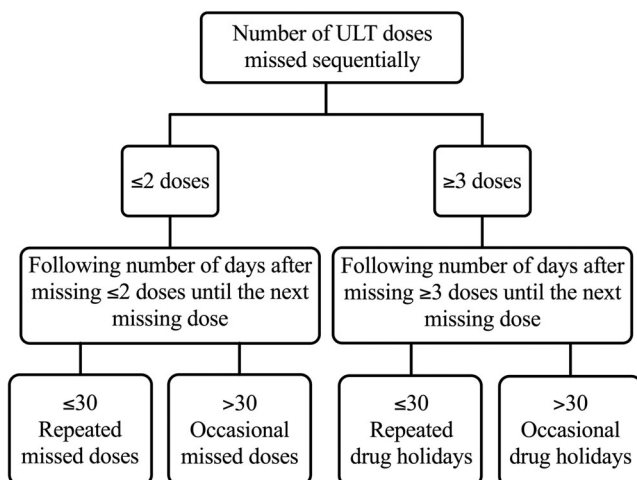 Number of ULT doses
missed sequentially
≤2 doses
≥3 doses
Following number of days after
missing ≤2 doses until the next
missing dose
Following number of days after
missing ≥3 doses until the next
missing dose
≤30
Repeated
missed doses
>30
Occasional
missed doses
≤30
Repeated
drug holidays
>30
Occasional
drug holidays